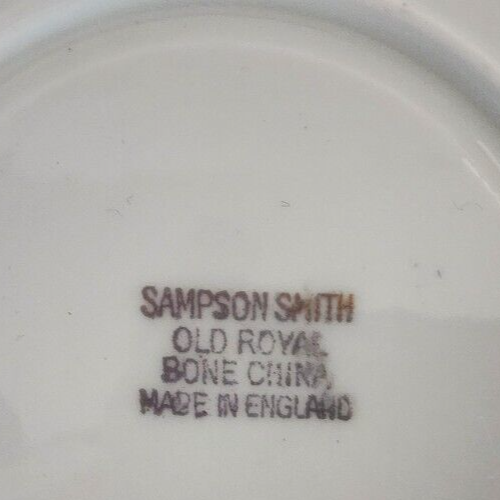 SAMPSON SMITH
OLD ROYAL
BONE CHINA
MADE IN ENGLAND